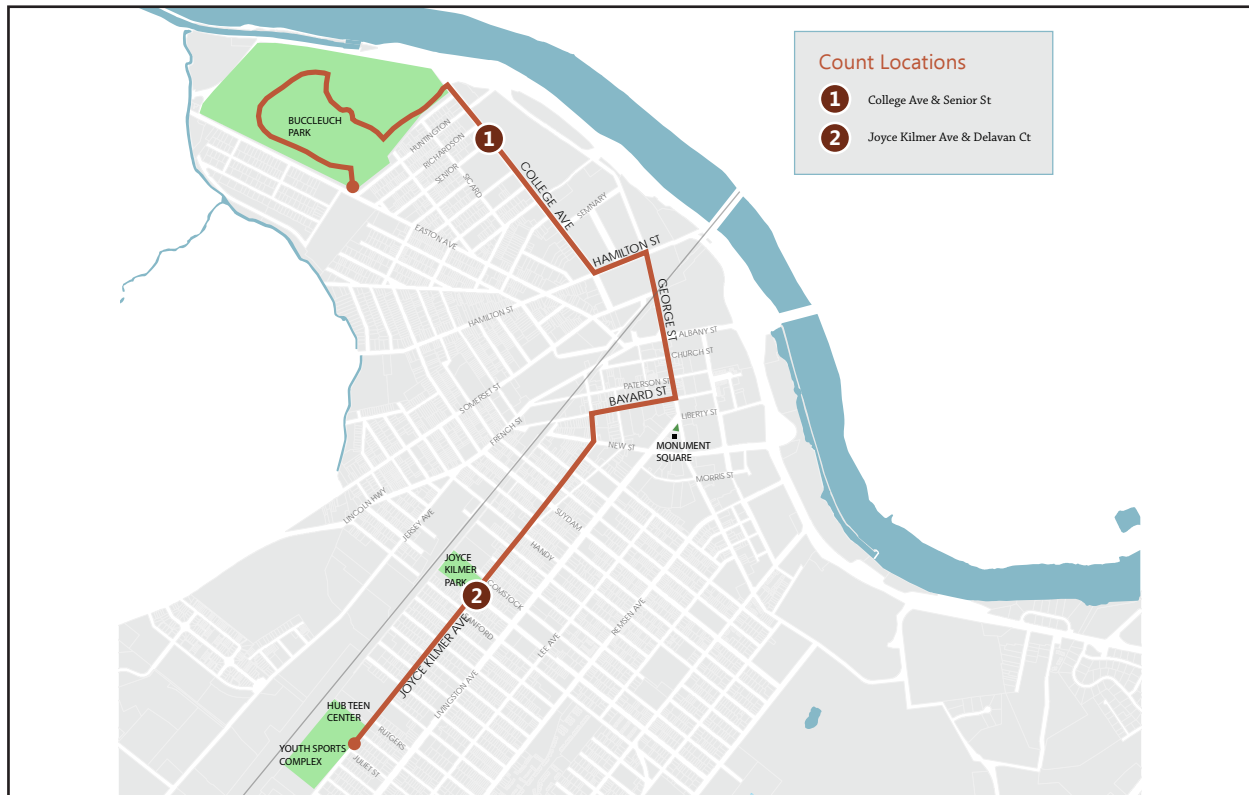 Count Locations
1 College Ave & Senior St
2 Joyce Kilmer Ave & Delavan Ct
BUCCLEUCH
PARK
HUNTINGTON
RICHARDSON
SENIOR
SICARD
1
COLLEGE AVE
SEMNARY
EASTON AVE
HAMILTON ST
HAMILTON ST
GEORGE ST
ALBANY ST
CHURCH ST
PATERSON ST
BAYARD ST
LIBERTY ST
SOMERSET ST
FRENCH ST
NEW ST
MONUMENT
SQUARE
MORRIS ST
LINCOLN HWY
JERSEY AVE
SUYDAM
HANDY
JOYCE
KILMER
PARK
2
COMSTOCK
SANFORD
JOYCE KILMER AVE
LEE AVE
REMSEN AVE
LIVINGSTON AVE
HUB TEEN
CENTER
RUTGERS
YOUTH SPORTS
COMPLEX
JULIET ST